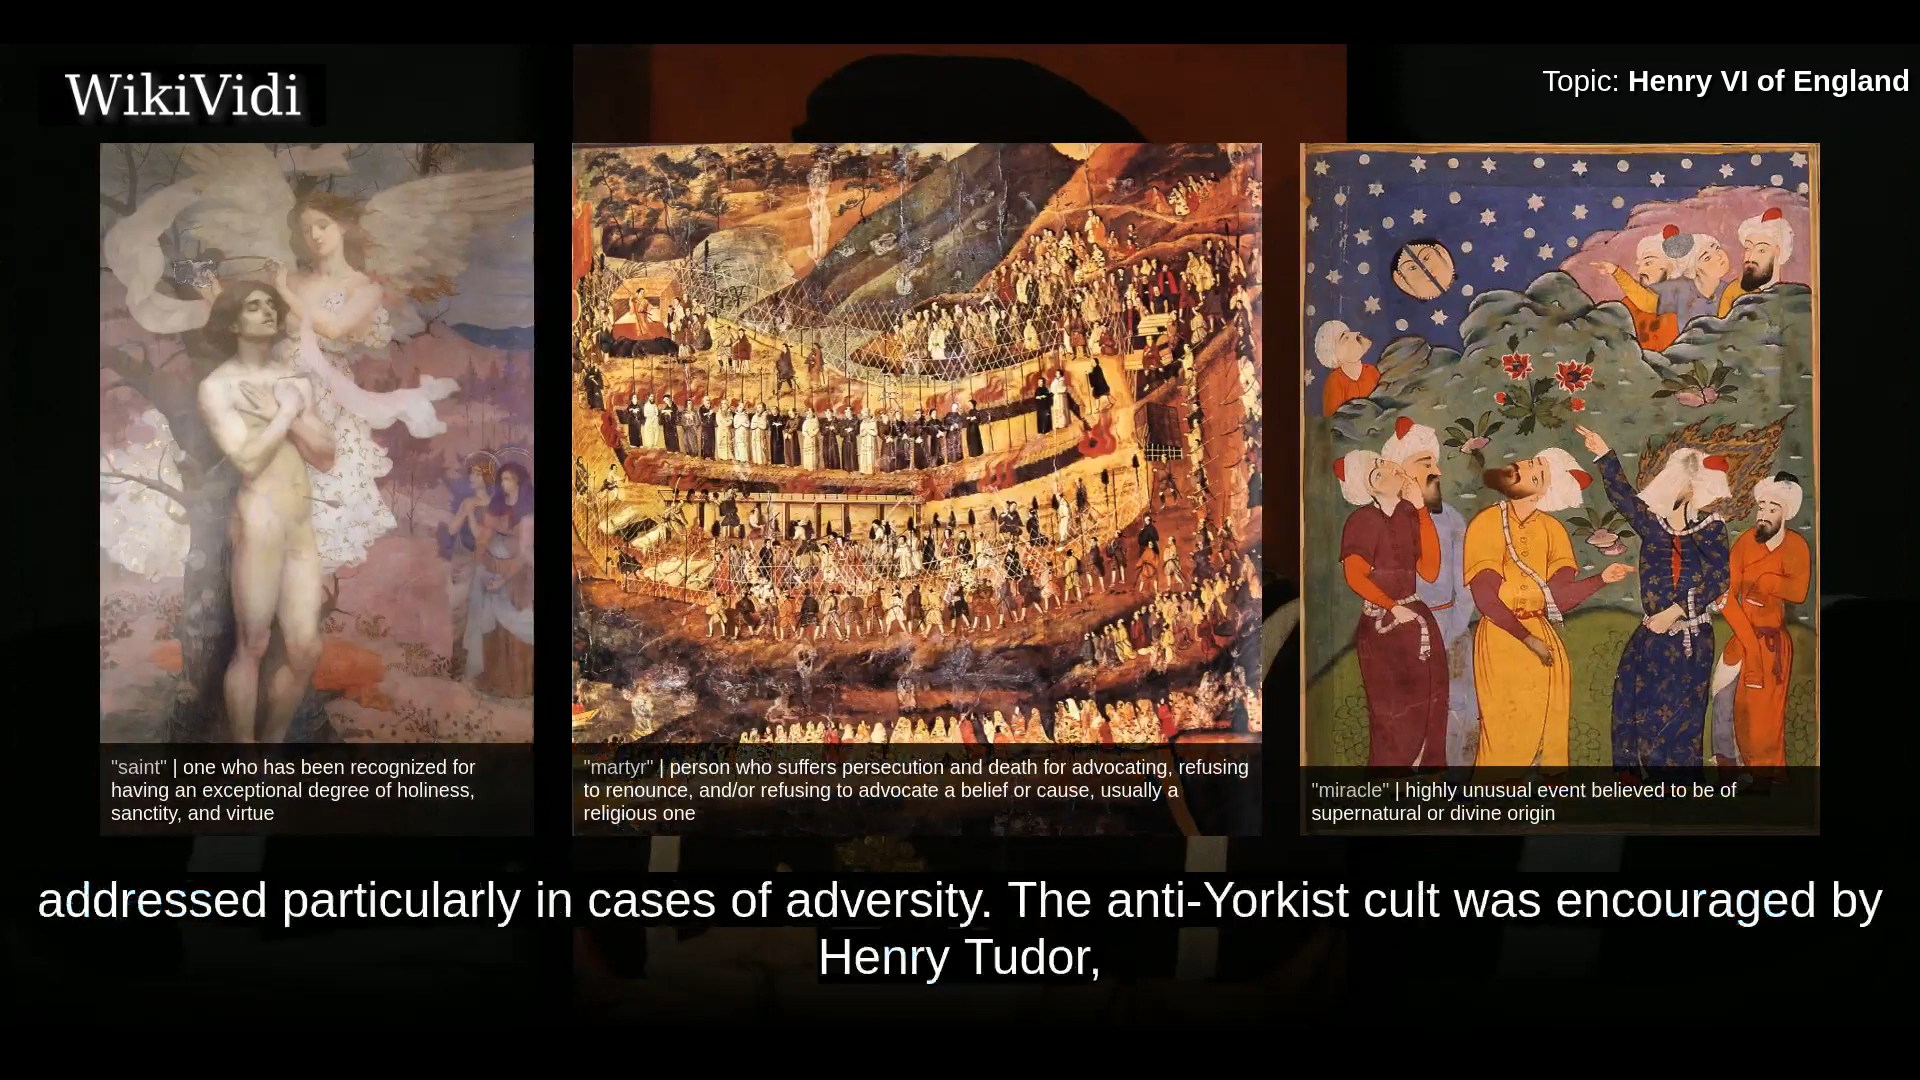 WikiVidi
Topic: Henry VI of England
"saint" | one who has been recognized for
having an exceptional degree of holiness,
sanctity, and virtue
"martyr" | person who suffers persecution and death for advocating, refusing
to renounce, and/or refusing to advocate a belief or cause, usually a
religious one
"miracle" | highly unusual event believed to be of
supernatural or divine origin
addressed particularly in cases of adversity. The anti-Yorkist cult was encouraged by
Henry Tudor,